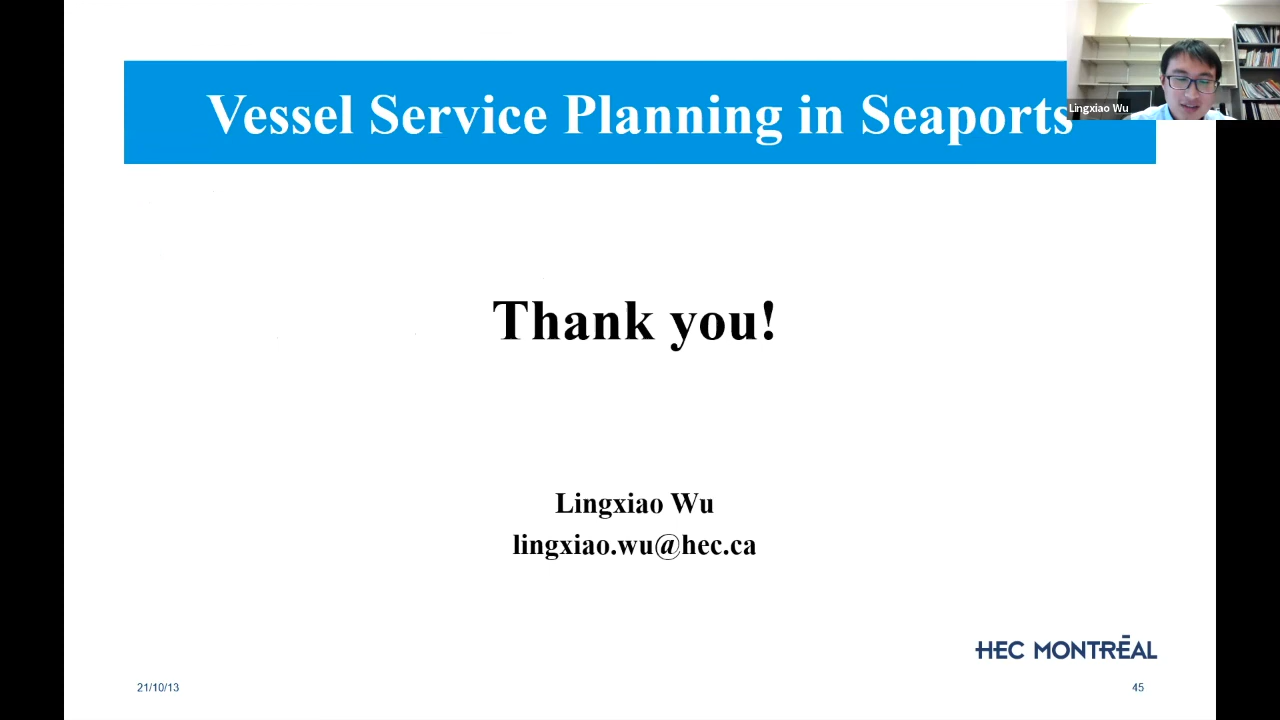 Vessel Service Planning in Seaports
Lingxiao Wu
Thank you!
Lingxiao Wu
lingxiao.wu@hec.ca
HEC MONTRÉAL
21/10/13
45